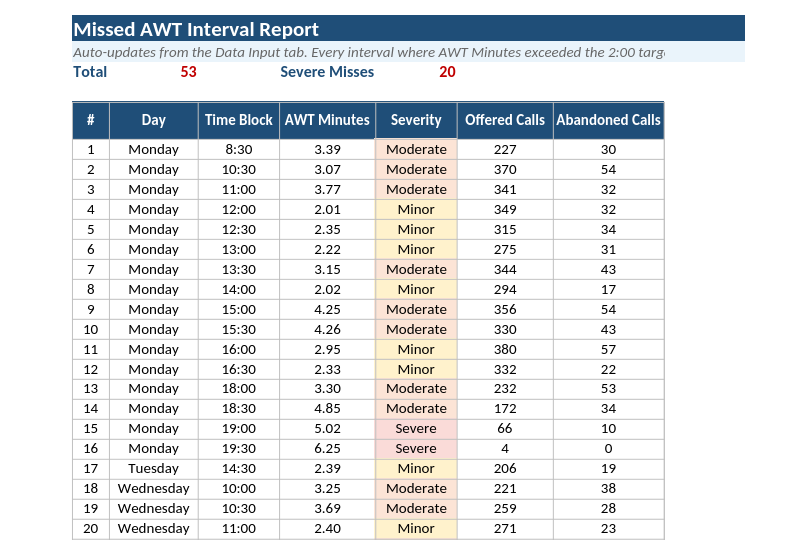 Missed AWT Interval Report
Auto-updates from the Data Input tab. Every interval where AWT Minutes exceeded the 2:00 targ
Total 53 Severe Misses 20
# Day Time Block AWT Minutes Severity Offered Calls Abandoned Calls
1 Monday 8:30 3.39 Moderate 227 30
2 Monday 10:30 3.07 Moderate 370 54
3 Monday 11:00 3.77 Moderate 341 32
4 Monday 12:00 2.01 Minor 349 32
5 Monday 12:30 2.35 Minor 315 34
6 Monday 13:00 2.22 Minor 275 31
7 Monday 13:30 3.15 Moderate 344 43
8 Monday 14:00 2.02 Minor 294 17
9 Monday 15:00 4.25 Moderate 356 54
10 Monday 15:30 4.26 Moderate 330 43
11 Monday 16:00 2.95 Minor 380 57
12 Monday 16:30 2.33 Minor 332 22
13 Monday 18:00 3.30 Moderate 232 53
14 Monday 18:30 4.85 Moderate 172 34
15 Monday 19:00 5.02 Severe 66 10
16 Monday 19:30 6.25 Severe 4 0
17 Tuesday 14:30 2.39 Minor 206 19
18 Wednesday 10:00 3.25 Moderate 221 38
19 Wednesday 10:30 3.69 Moderate 259 28
20 Wednesday 11:00 2.40 Minor 271 23